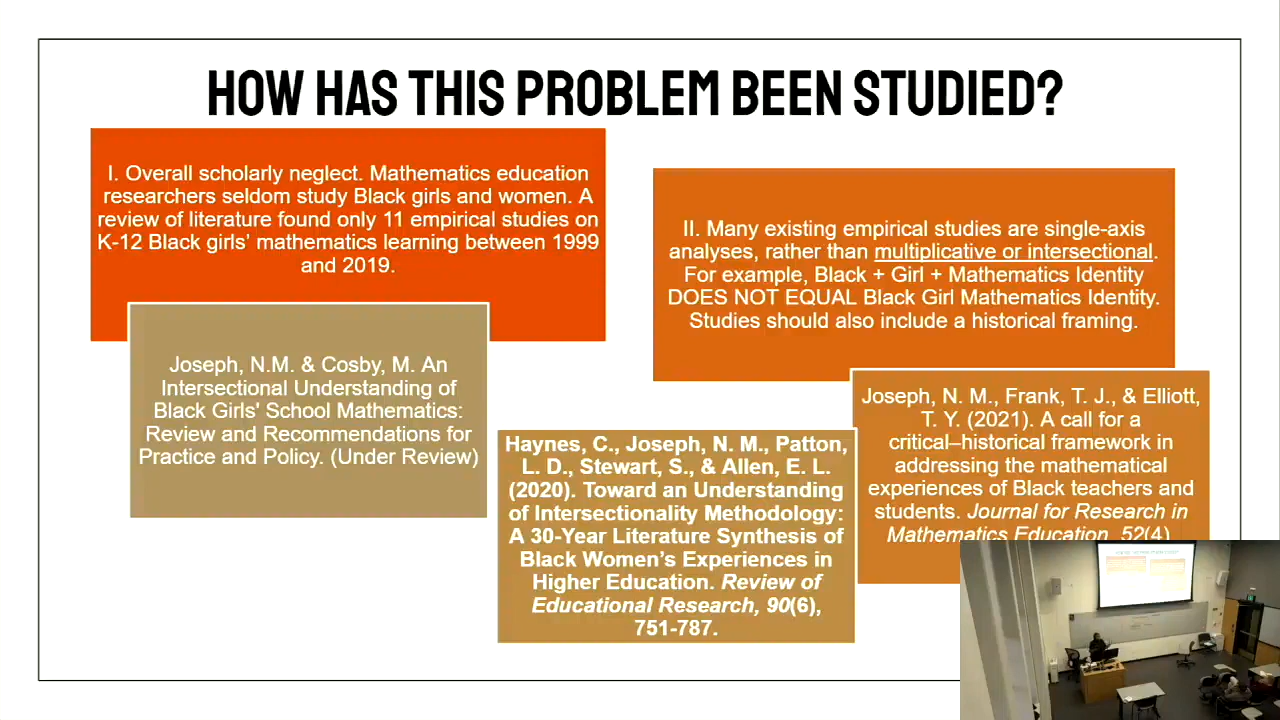 HOW HAS THIS PROBLEM BEEN STUDIED?
I. Overall scholarly neglect. Mathematics education
researchers seldom study Black girls and women. A
review of literature found only 11 empirical studies on
K-12 Black girls' mathematics learning between 1999
and 2019.
Joseph, N.M. & Cosby, M. An
Intersectional Understanding of
Black Girls' School Mathematics:
Review and Recommendations for
Practice and Policy. (Under Review)
II. Many existing empirical studies are single-axis
analyses, rather than multiplicative or intersectional.
For example, Black + Girl + Mathematics Identity
DOES NOT EQUAL Black Girl Mathematics Identity.
Studies should also include a historical framing.
Haynes, C., Joseph, N. M., Patton,
L. D., Stewart, S., & Allen, E. L.
(2020). Toward an Understanding
of Intersectionality Methodology:
A 30-Year Literature Synthesis of
Black Women's Experiences in
Higher Education. Review of
Educational Research, 90(6),
751-787.
Joseph, N. M., Frank, T. J., & Elliott,
T. Y. (2021). A call for a
critical–historical framework in
addressing the mathematical
experiences of Black teachers and
students. Journal for Research in
Mathematics Education, 52(4)